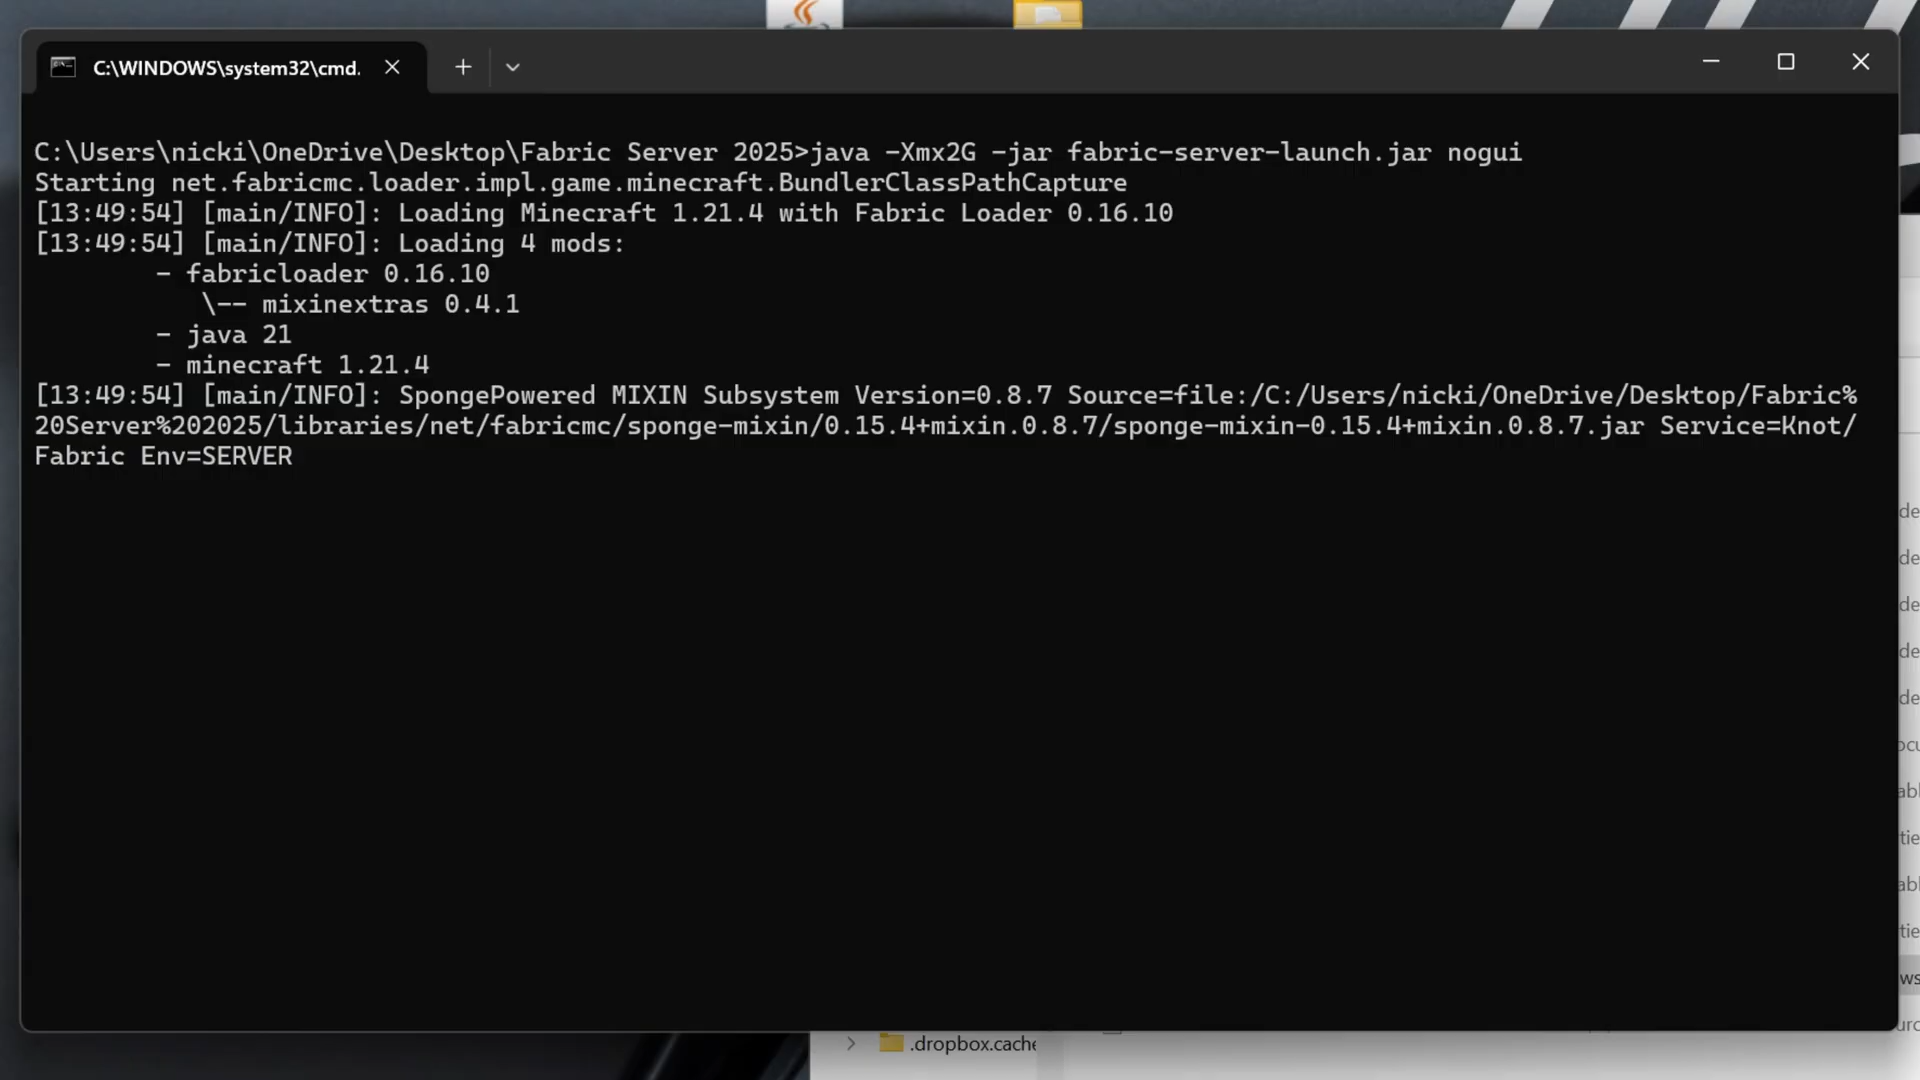 C:\WINDOWS\system32\cmd.
C:\Users\nicki\OneDrive\Desktop\Fabric Server 2025>java -Xmx2G -jar fabric-server-launch.jar nogui
Starting net.fabricmc.loader.impl.game.minecraft.BundlerClassPathCapture
[13:49:54] [main/INFO]: Loading Minecraft 1.21.4 with Fabric Loader 0.16.10
[13:49:54] [main/INFO]: Loading 4 mods:
- fabricloader 0.16.10
\-- mixinextras 0.4.1
- java 21
- minecraft 1.21.4
[13:49:54] [main/INFO]: SpongePowered MIXIN Subsystem Version=0.8.7 Source=file:/C:/Users/nicki/OneDrive/Desktop/Fabric%
20Server%202025/libraries/net/fabricmc/sponge-mixin/0.15.4+mixin.0.8.7/sponge-mixin-0.15.4+mixin.0.8.7.jar Service=Knot/
Fabric Env=SERVER
.dropbox.cache